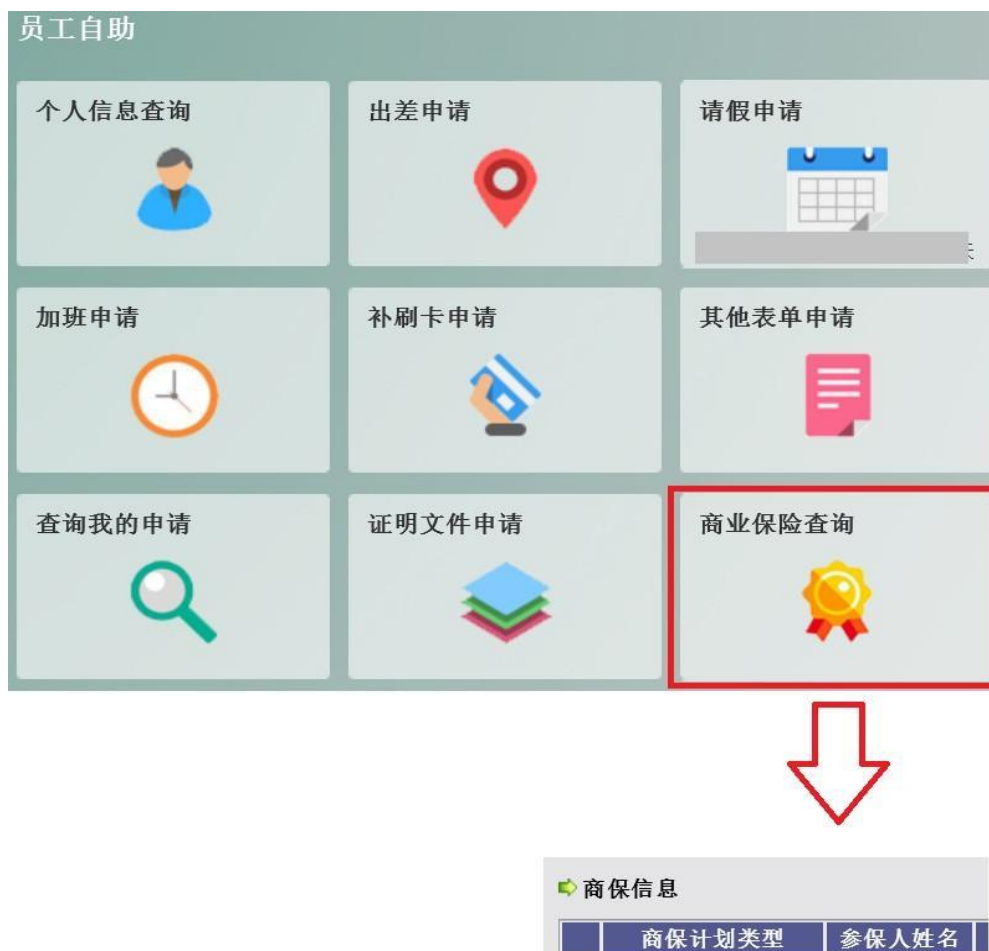 员工自助
个人信息查询 出差申请 请假申请
加班申请 补刷卡申请 其他表单申请
查询我的申请 证明文件申请 商业保险查询
商保信息
商保计划类型 参保人姓名